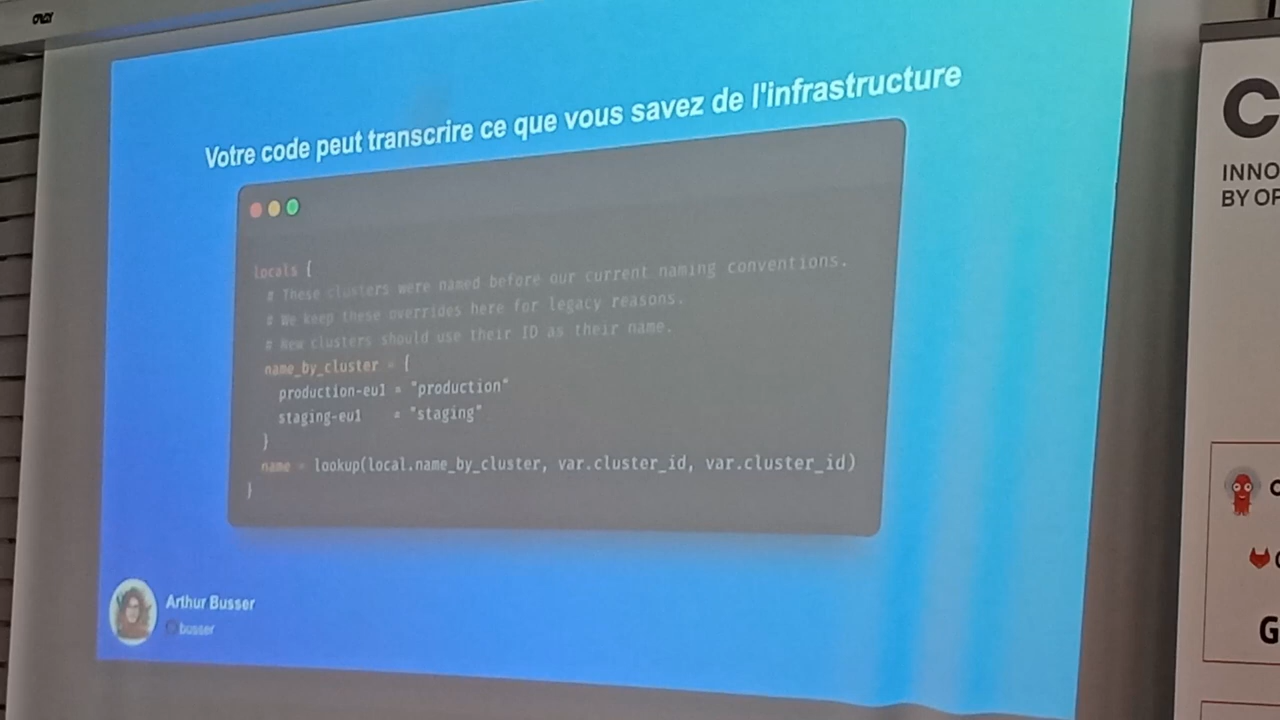 Votre code peut transcrire ce que vous savez de l'infrastructure
locals {
# These clusters were named before our current naming conventions.
# We keep these overrides here for legacy reasons.
# New clusters should use their ID as their name.
name_by_cluster = {
production-eu1 = "production"
staging-eu1 = "staging"
}
name = lookup(local.name_by_cluster, var.cluster_id, var.cluster_id)
}
Arthur Busser
busser
C
INNO
BY OP
G